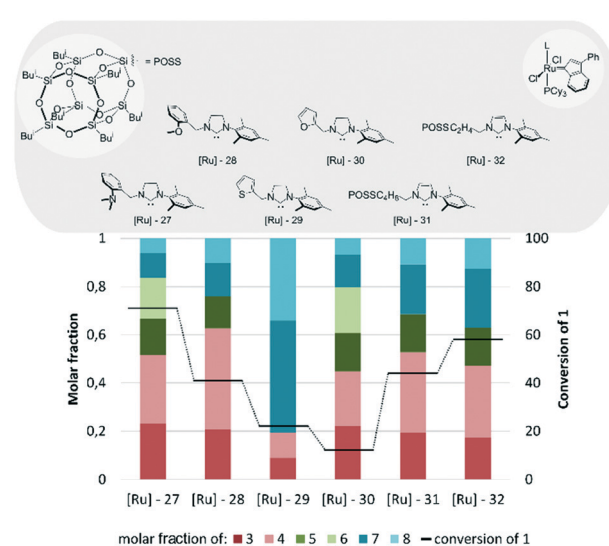 Buⁱ Si O Si = POSS
L
Cl Ph
Cl Ru
PCy₃
[Ru] - 28 [Ru] - 30 [Ru] - 32
POSSC₂H₄
[Ru] - 27 [Ru] - 29 [Ru] - 31
1 100
0,8 80
0,6 60
0,4 40
0,2 20
0 0
Molar fraction
Conversion of 1
[Ru] - 27 [Ru] - 28 [Ru] - 29 [Ru] - 30 [Ru] - 31 [Ru] - 32
molar fraction of: 3 4 5 6 7 8 conversion of 1